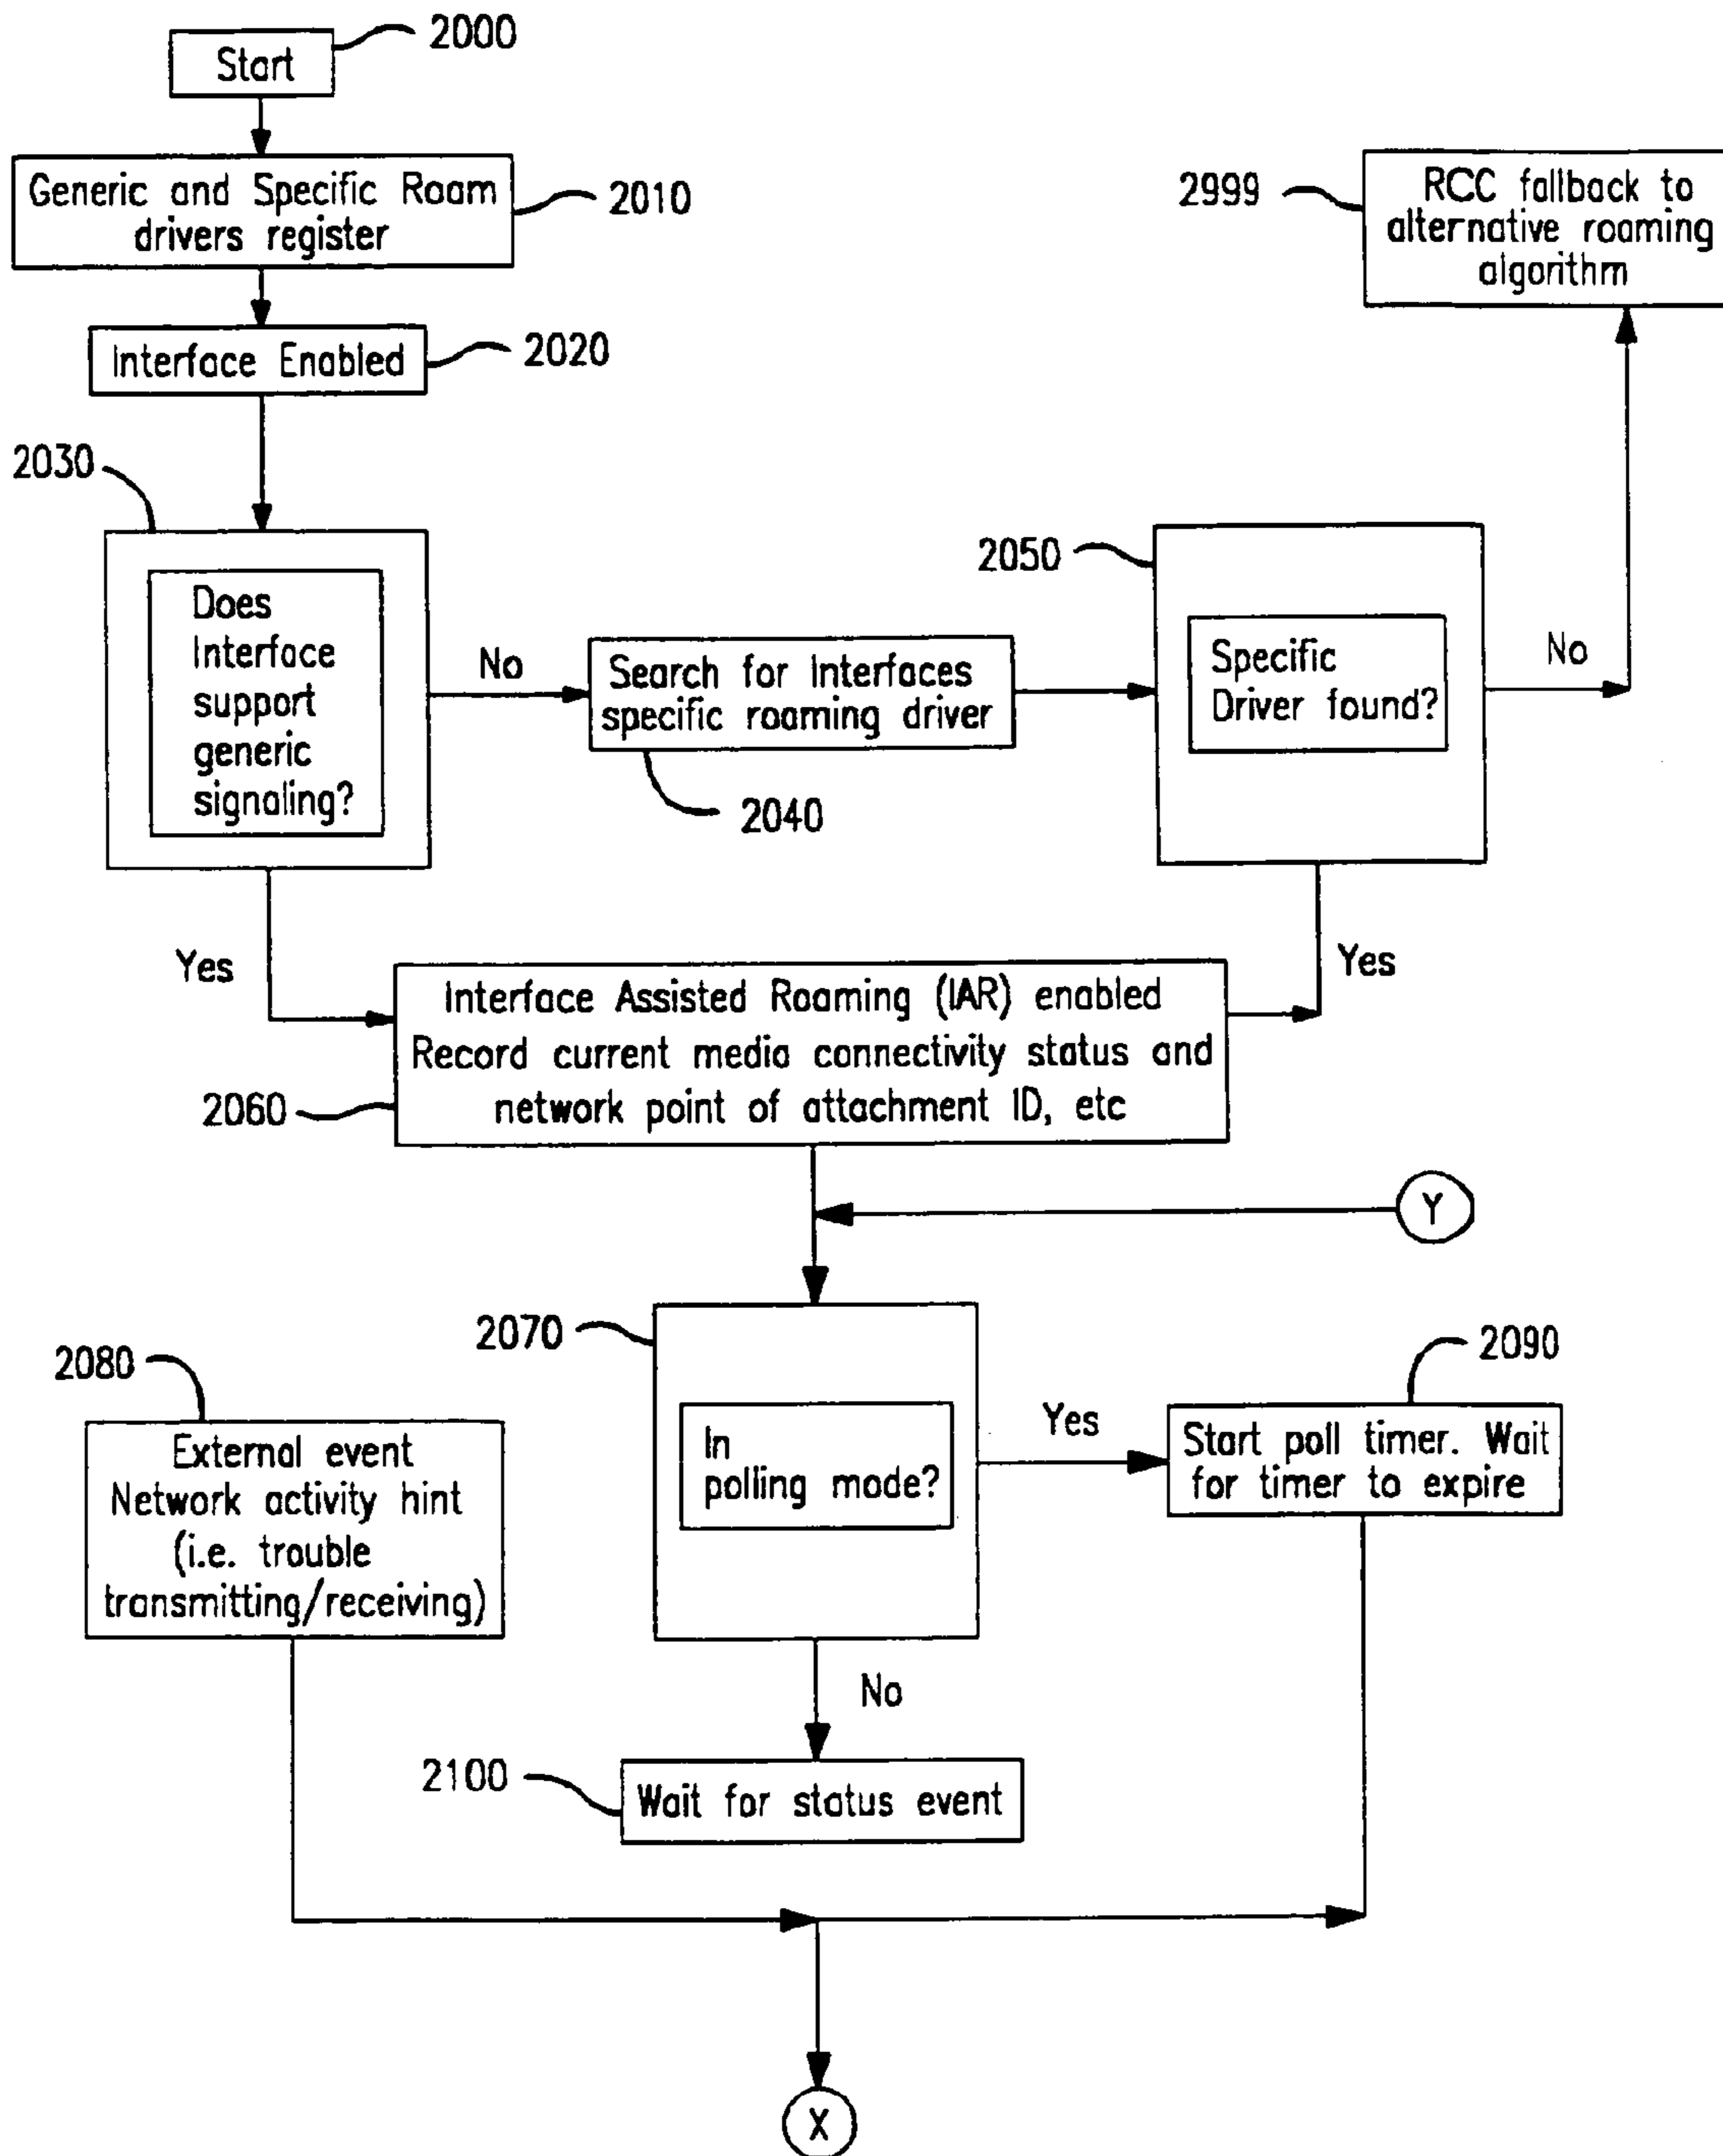 2000
Start
Generic and Specific Roam
drivers register
2010
2999
RCC fallback to
alternative roaming
algorithm
Interface Enabled
2020
2030
Does
Interface
support
generic
signaling?
No
Search for Interfaces
specific roaming driver
2040
2050
Specific
Driver found?
No
Yes
Yes
Interface Assisted Roaming (IAR) enabled
Record current media connectivity status and
network point of attachment ID, etc
2060
Y
2070
In
polling mode?
Yes
2090
Start poll timer. Wait
for timer to expire
2080
External event
Network activity hint
(i.e. trouble
transmitting/receiving)
No
2100
Wait for status event
X